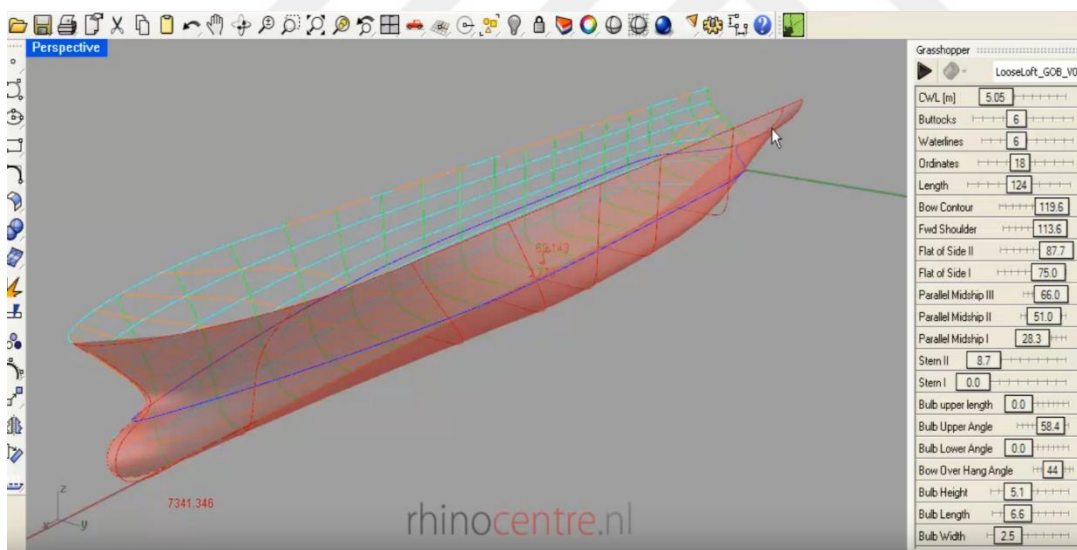 Perspective
Grasshopper
LooseLoft_GOB_V0
CWL [m] 5.05
Buttocks 6
Waterlines 6
Ordinates 18
Length 124
Bow Contour 119.6
Fwd Shoulder 113.6
Flat of Side II 87.7
Flat of Side I 75.0
Parallel Midship III 66.0
Parallel Midship II 51.0
Parallel Midship I 28.3
Stern II 8.7
Stern I 0.0
Bulb upper length 0.0
Bulb Upper Angle 58.4
Bulb Lower Angle 0.0
Bow Over Hang Angle 44
Bulb Height 5.1
Bulb Length 6.6
Bulb Width 2.5
z
x y
7341.346
rhinocentre.nl